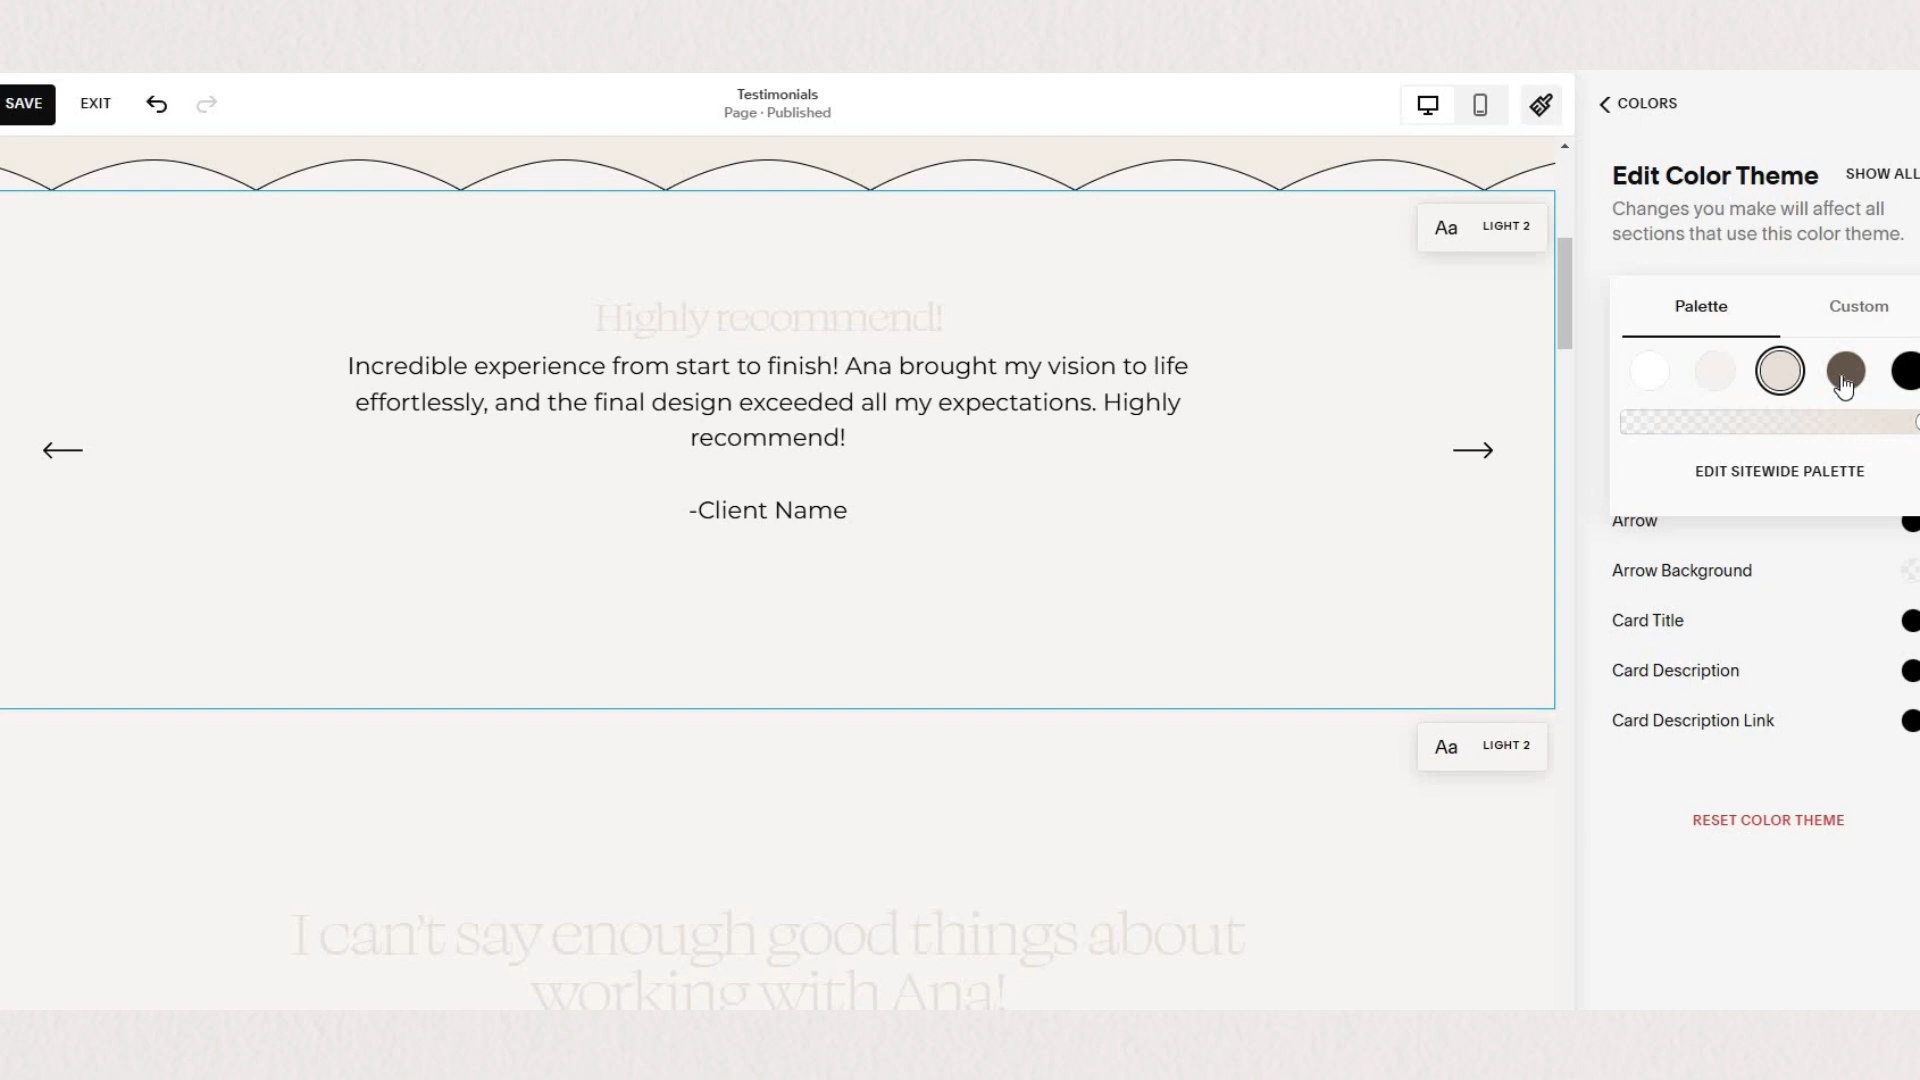 SAVE EXIT
Testimonials
Page · Published
COLORS
Edit Color Theme SHOW ALL
Changes you make will affect all
sections that use this color theme.
Palette Custom
EDIT SITEWIDE PALETTE
Arrow
Arrow Background
Card Title
Card Description
Card Description Link
RESET COLOR THEME
Aa LIGHT 2
Highly recommend!
Incredible experience from start to finish! Ana brought my vision to life
effortlessly, and the final design exceeded all my expectations. Highly
recommend!
-Client Name
Aa LIGHT 2
I can't say enough good things about
working with Ana!